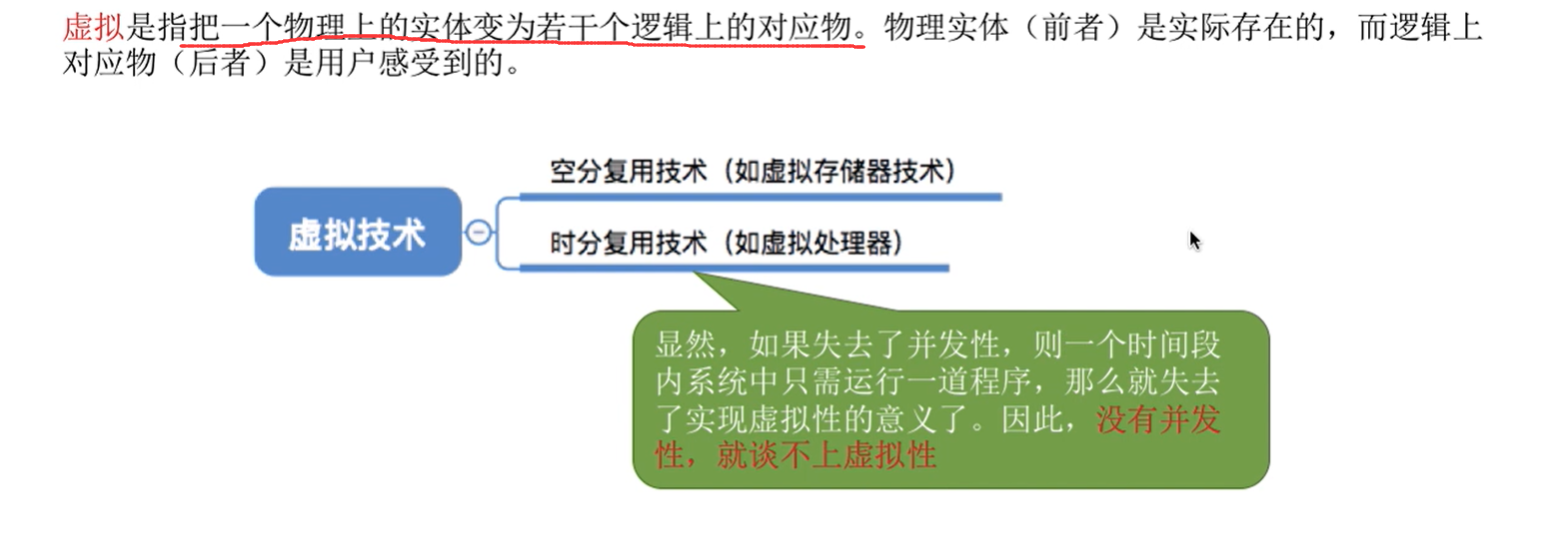 虚拟是指把一个物理上的实体变为若干个逻辑上的对应物。物理实体（前者）是实际存在的，而逻辑上
对应物（后者）是用户感受到的。
空分复用技术（如虚拟存储器技术）
虚拟技术
时分复用技术（如虚拟处理器）
显然，如果失去了并发性，则一个时间段
内系统中只需运行一道程序，那么就失去
了实现虚拟性的意义了。因此，没有并发
性，就谈不上虚拟性